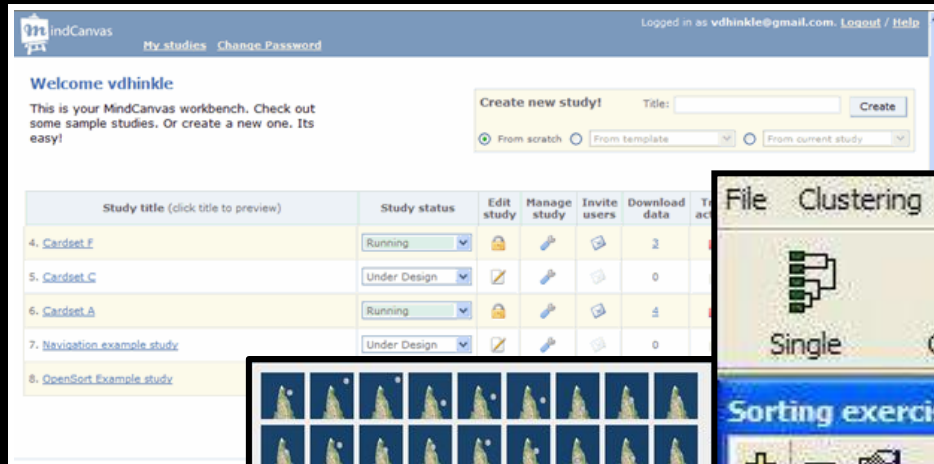 MindCanvas
Logged in as vdhinkle@gmail.com. Logout / Help
My studies Change Password
Welcome vdhinkle
This is your MindCanvas workbench. Check out
some sample studies. Or create a new one. Its
easy!
Create new study! Title: Create
From scratch From template From current study
Study title (click title to preview) Study status Edit study Manage study Invite users Download data
4. Cardset F Running 2
5. Cardset C Under Design 0
6. Cardset A Running 4
7. Navigation example study Under Design 0
8. OpenSort Example study
File Clustering
Single
Sorting